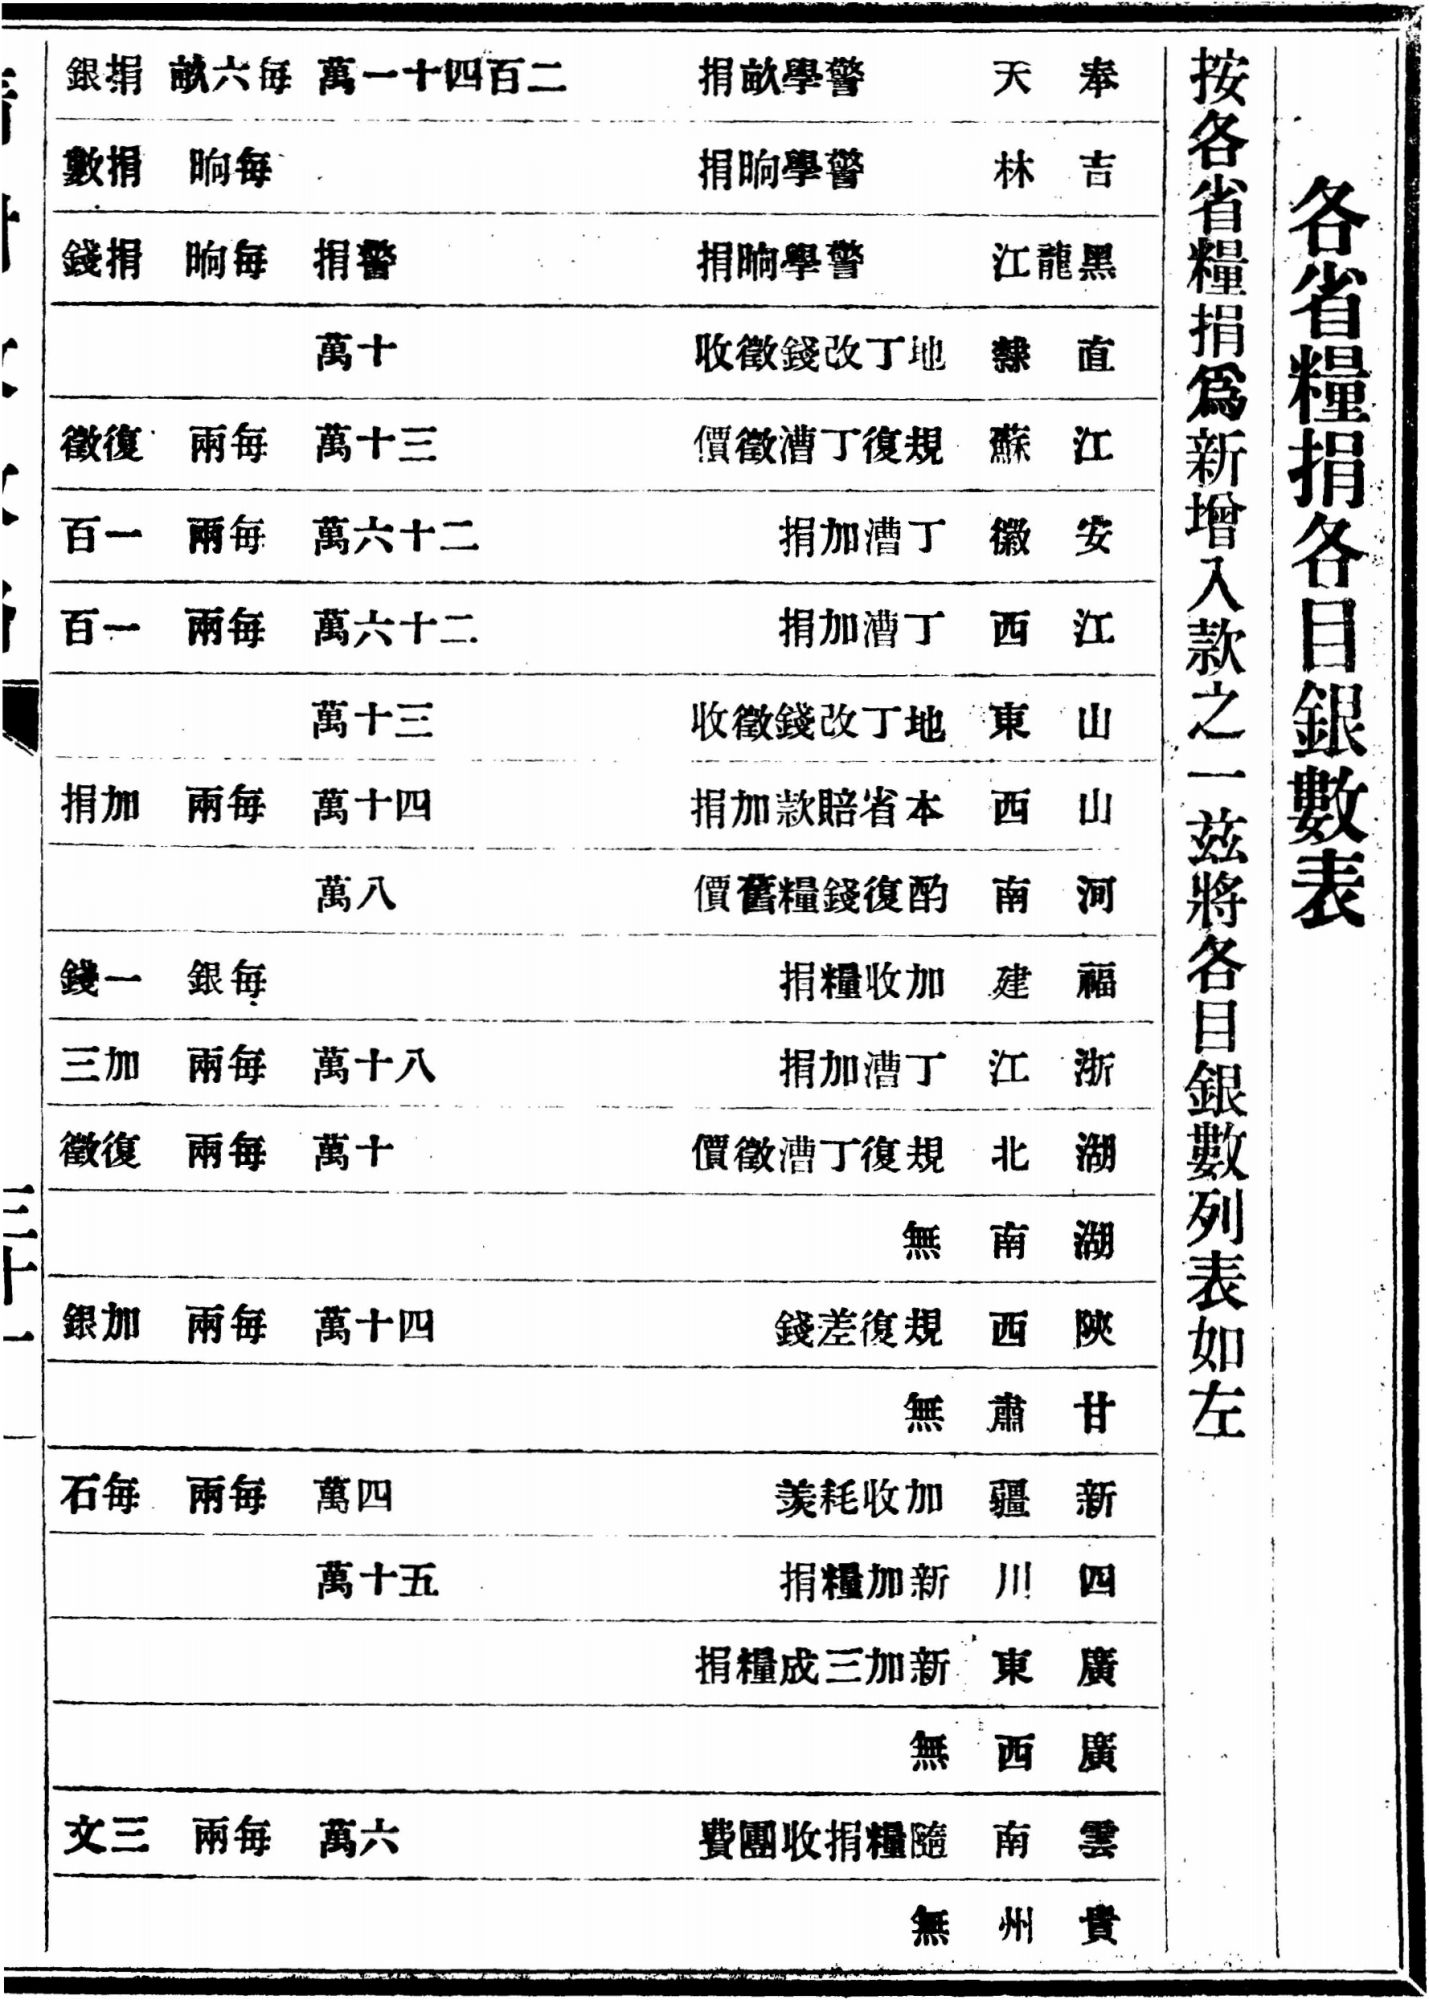 各省糧捐各目銀數表
按各省糧捐爲新增入款之一茲將各目銀數列表如左
奉天 警學畝捐 二百四十一萬 每六畝 捐銀
吉林 警學晌捐 每晌 捐數
黑龍江 警學晌捐 警捐 每晌 捐錢
直隸 地丁改錢徵收 十萬
江蘇 規復丁漕徵價 三十萬 每兩 復徵
安徽 丁漕加捐 二十六萬 每兩 一百
江西 丁漕加捐 二十六萬 每兩 一百
山東 地丁改錢徵收 三十萬
山西 本省賠款加捐 四十萬 每兩 加捐
河南 酌復錢糧舊價 八萬
福建 加收糧捐 每銀 一錢
浙江 丁漕加捐 八十萬 每兩 加三
湖北 規復丁漕徵價 十萬 每兩 復徵
湖南 無
陝西 規復差錢 四十萬 每兩 加銀
甘肅 無
新疆 加收耗羨 四萬 每兩 每石
四川 新加糧捐 五十萬
廣東 新加三成糧捐
廣西 無
雲南 隨糧捐收團費 六萬 每兩 三文
貴州 無
三十一